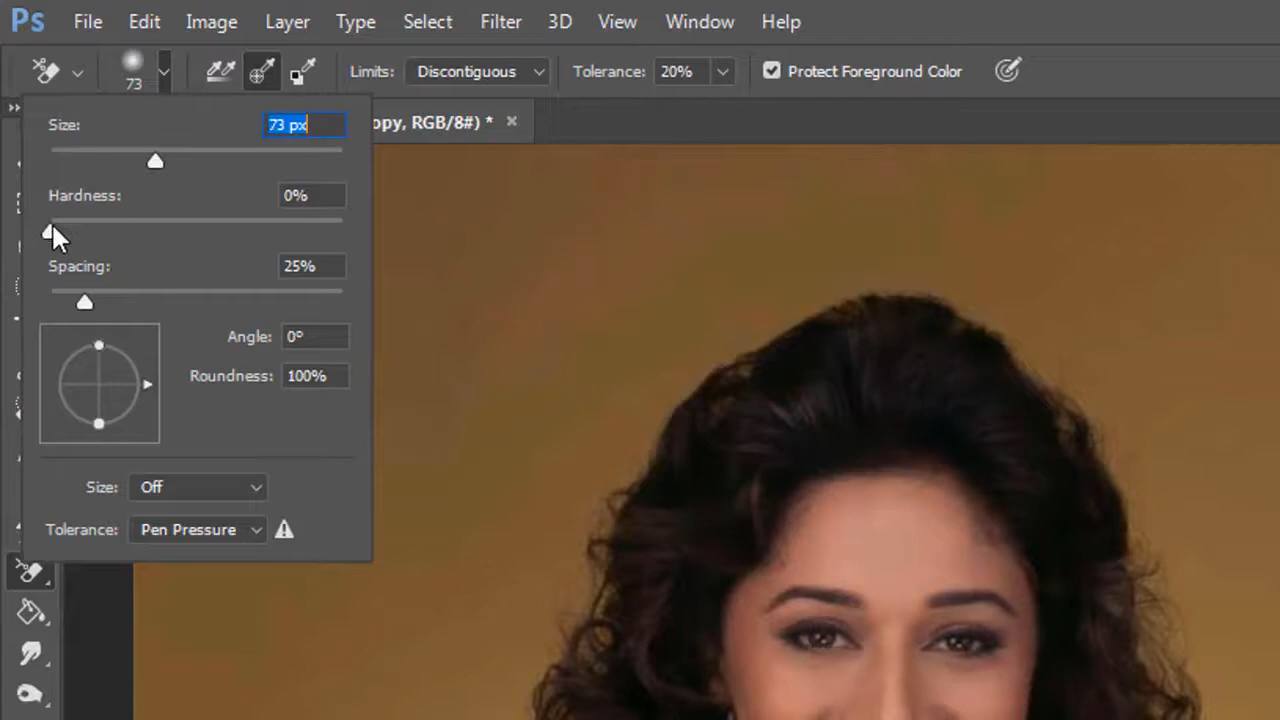 Ps File Edit Image Layer Type Select Filter 3D View Window Help
73 Limits: Discontiguous Tolerance: 20% Protect Foreground Color
Size: 73 px
opy, RGB/8#) * ×
Hardness: 0%
Spacing: 25%
Angle: 0º
Roundness: 100%
Size: Off
Tolerance: Pen Pressure